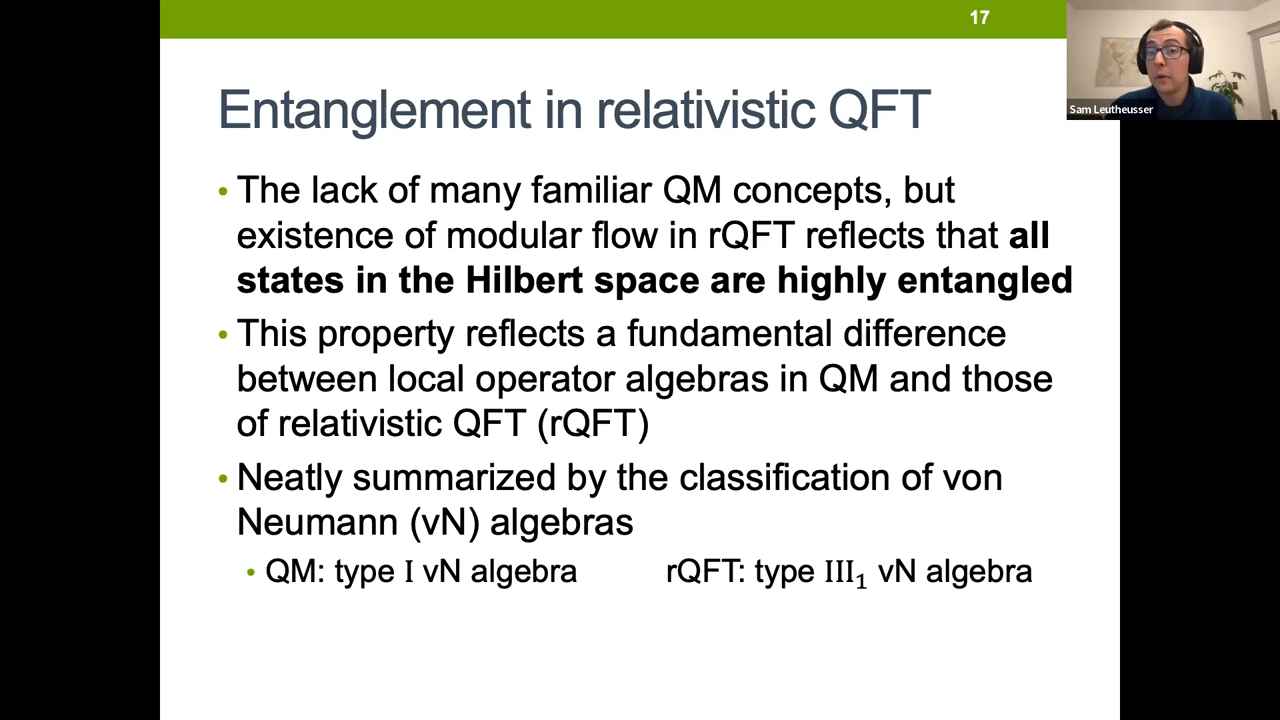 17
Sam Leutheusser
Entanglement in relativistic QFT
• The lack of many familiar QM concepts, but
existence of modular flow in rQFT reflects that all
states in the Hilbert space are highly entangled
• This property reflects a fundamental difference
between local operator algebras in QM and those
of relativistic QFT (rQFT)
• Neatly summarized by the classification of von
Neumann (vN) algebras
• QM: type I vN algebra rQFT: type III₁ vN algebra